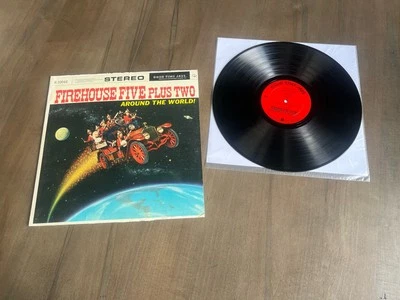 STEREO
GOOD TIME JAZZ
FIREHOUSE FIVE PLUS TWO
AROUND THE WORLD!